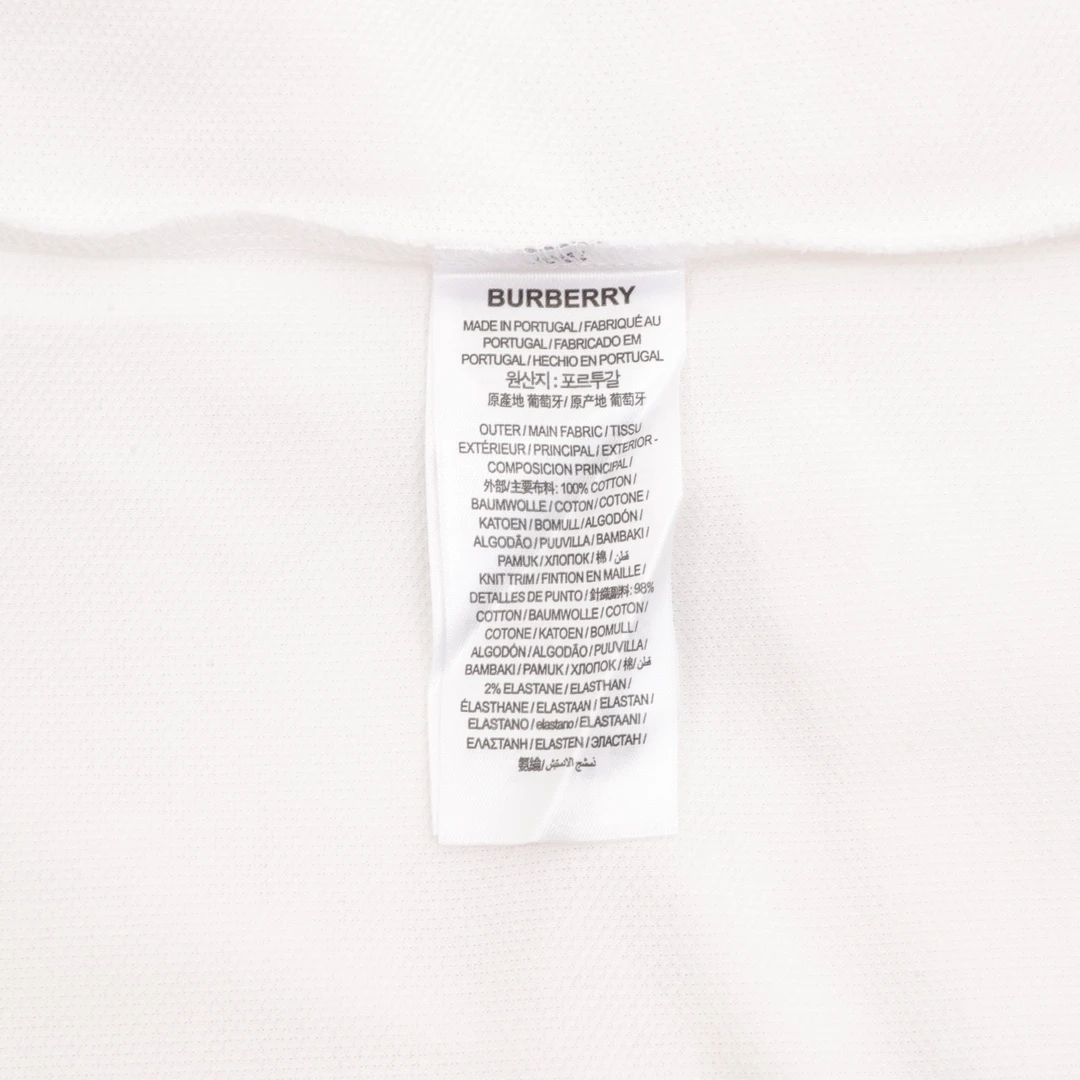 BURBERRY
MADE IN PORTUGAL / FABRIQUÉ AU
PORTUGAL / FABRICADO EM
PORTUGAL / HECHO EN PORTUGAL
원산지 : 포르투갈
原產地 葡萄牙 / 原产地 葡萄牙
OUTER / MAIN FABRIC / TISSU
EXTÉRIEUR / PRINCIPAL / EXTERIOR -
COMPOSICION PRINCIPAL /
外部/主要布料: 100% COTTON /
BAUMWOLLE / COTON / COTONE /
KATOEN / BOMULL / ALGODÓN /
ALGODÃO / PUUVILLA / BAMBAKI /
PAMUK / ХЛОПОК / 棉 / قطن
KNIT TRIM / FINTION EN MAILLE /
DETALLES DE PUNTO / 針織副料: 98%
COTTON / BAUMWOLLE / COTON /
COTONE / KATOEN / BOMULL /
ALGODÓN / ALGODÃO / PUUVILLA /
BAMBAKI / PAMUK / ХЛОПОК / 棉 / قطن
2% ELASTANE / ELASTHAN /
ÉLASTHANE / ELASTAAN / ELASTAN /
ELASTANO / elastano / ELASTAANI /
ΕΛΑΣΤΑΝΗ / ELASTEN / ЭЛАСТАН /
氨綸 /